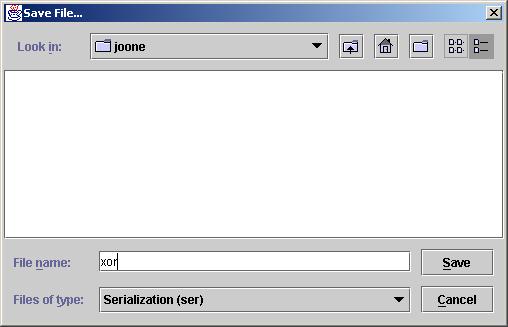 Save File...
Look in: joone
File name: xor Save
Files of type: Serialization (ser) Cancel